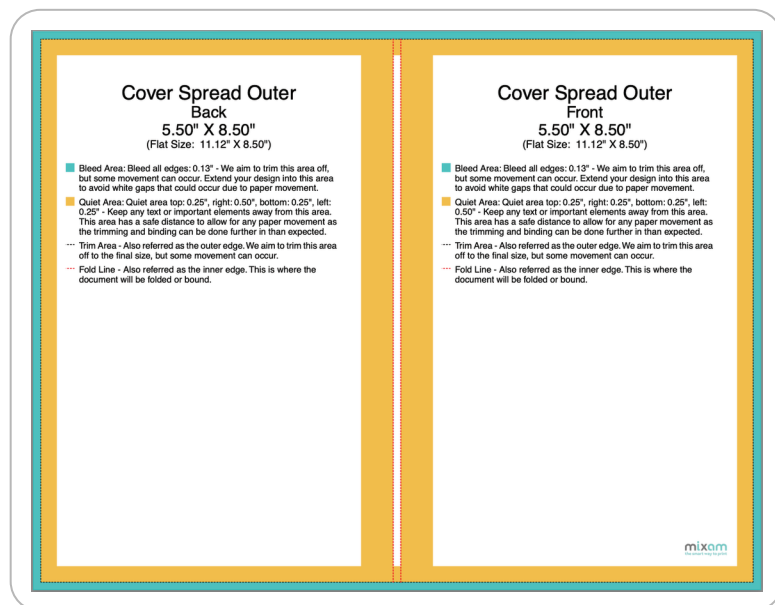 Cover Spread Outer
Back
5.50" X 8.50"
(Flat Size: 11.12" X 8.50")
Bleed Area: Bleed all edges: 0.13" - We aim to trim this area off,
but some movement can occur. Extend your design into this area
to avoid white gaps that could occur due to paper movement.
Quiet Area: Quiet area top: 0.25", right: 0.50", bottom: 0.25", left:
0.25" - Keep any text or important elements away from this area.
This area has a safe distance to allow for any paper movement as
the trimming and binding can be done further in than expected.
Trim Area - Also referred as the outer edge. We aim to trim this area
off to the final size, but some movement can occur.
Fold Line - Also referred as the inner edge. This is where the
document will be folded or bound.
Cover Spread Outer
Front
5.50" X 8.50"
(Flat Size: 11.12" X 8.50")
Bleed Area: Bleed all edges: 0.13" - We aim to trim this area off,
but some movement can occur. Extend your design into this area
to avoid white gaps that could occur due to paper movement.
Quiet Area: Quiet area top: 0.25", right: 0.25", bottom: 0.25", left:
0.50" - Keep any text or important elements away from this area.
This area has a safe distance to allow for any paper movement as
the trimming and binding can be done further in than expected.
Trim Area - Also referred as the outer edge. We aim to trim this area
off to the final size, but some movement can occur.
Fold Line - Also referred as the inner edge. This is where the
document will be folded or bound.
mixam